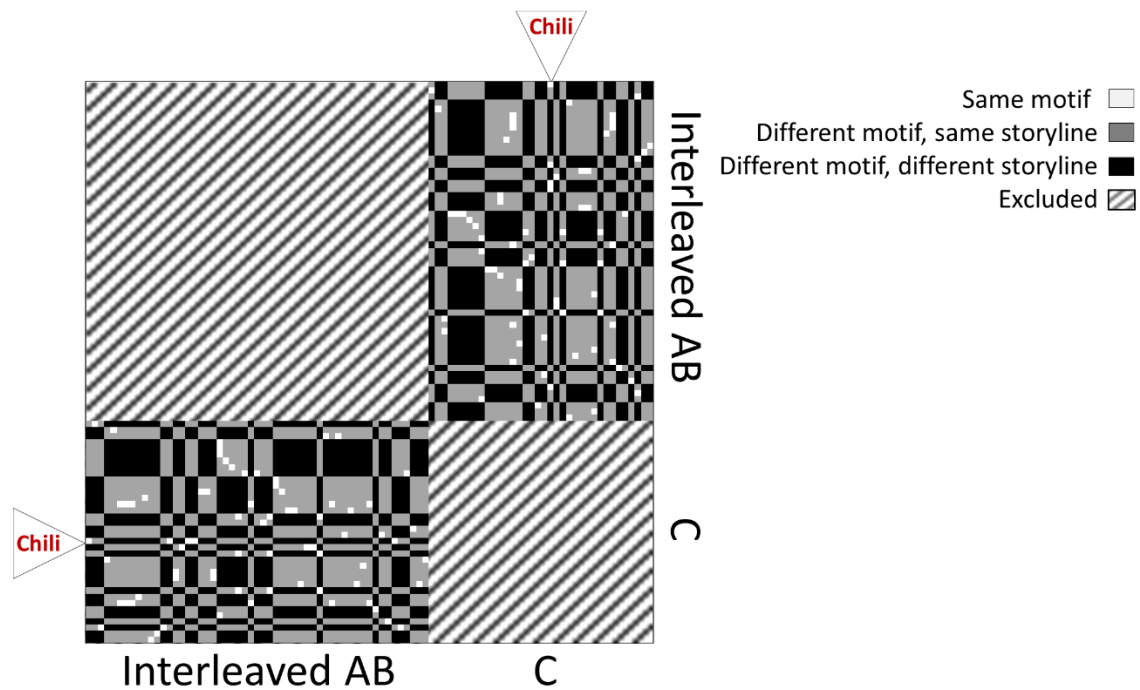 Chili
Same motif
Different motif, same storyline
Different motif, different storyline
Excluded
Interleaved AB
C
Chili
Interleaved AB
C